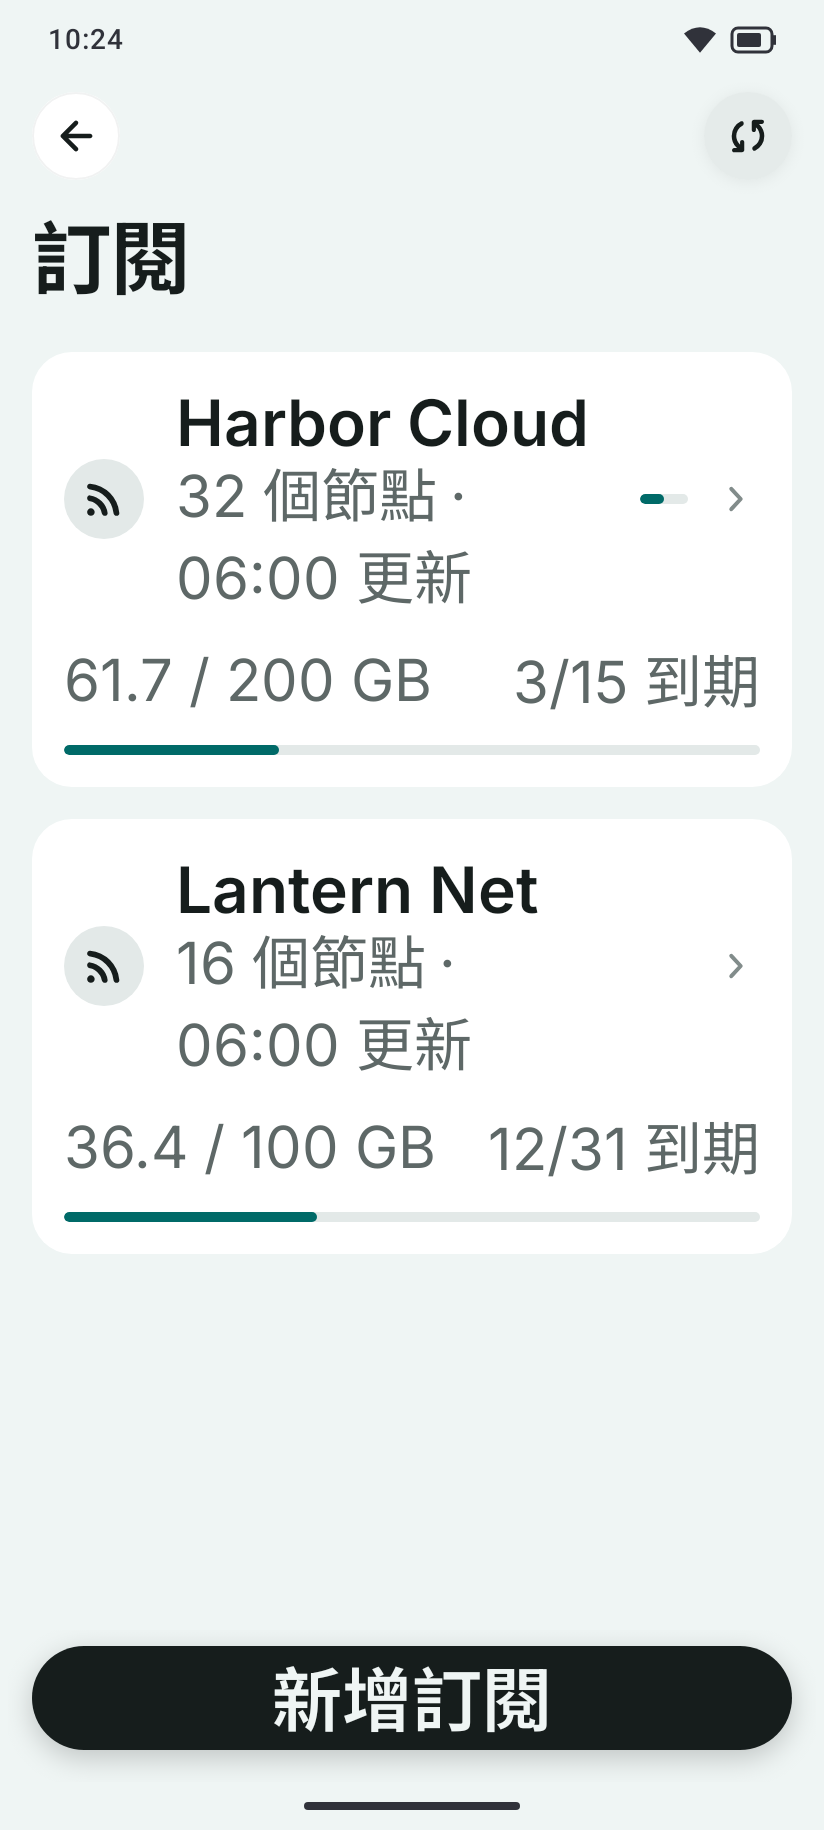 10:24
訂閱
Harbor Cloud
32 個節點 ·
06:00 更新
61.7 / 200 GB
3/15 到期
Lantern Net
16 個節點 ·
06:00 更新
36.4 / 100 GB
12/31 到期
新增訂閱